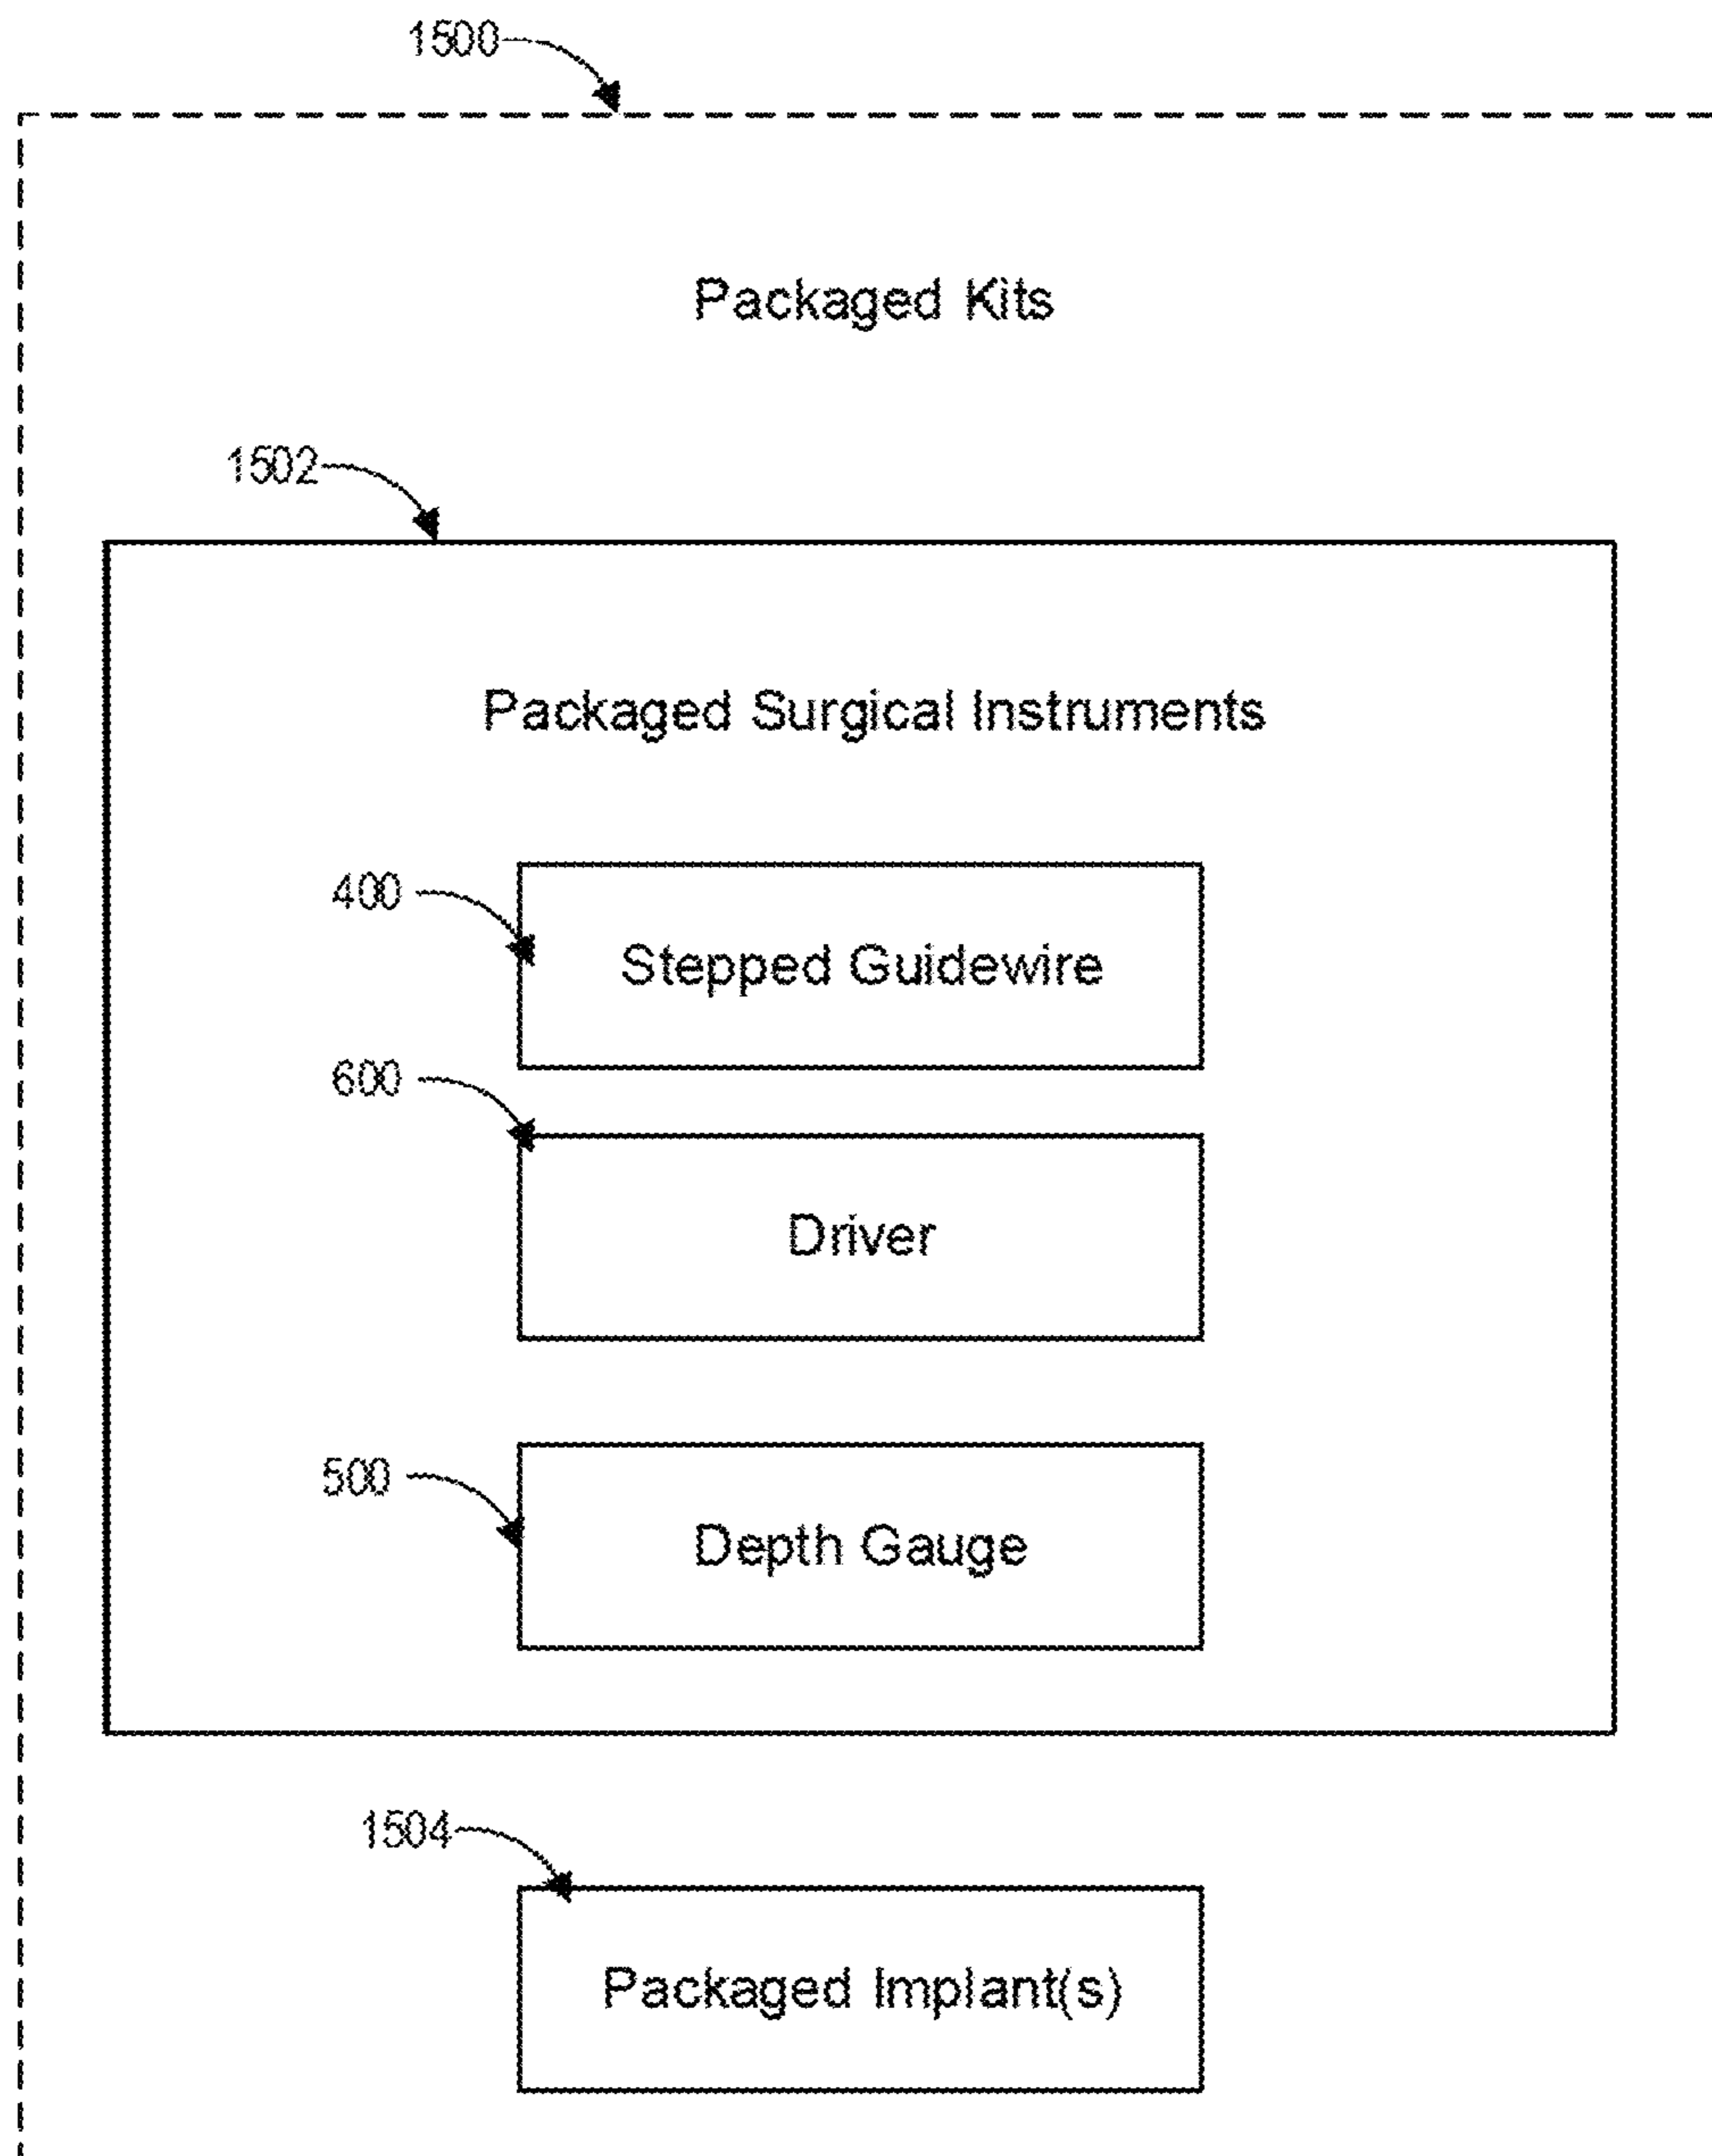 1500
Packaged Kits
1502
Packaged Surgical Instruments
400
Stepped Guidewire
600
Driver
500
Depth Gauge
1504
Packaged Implant(s)